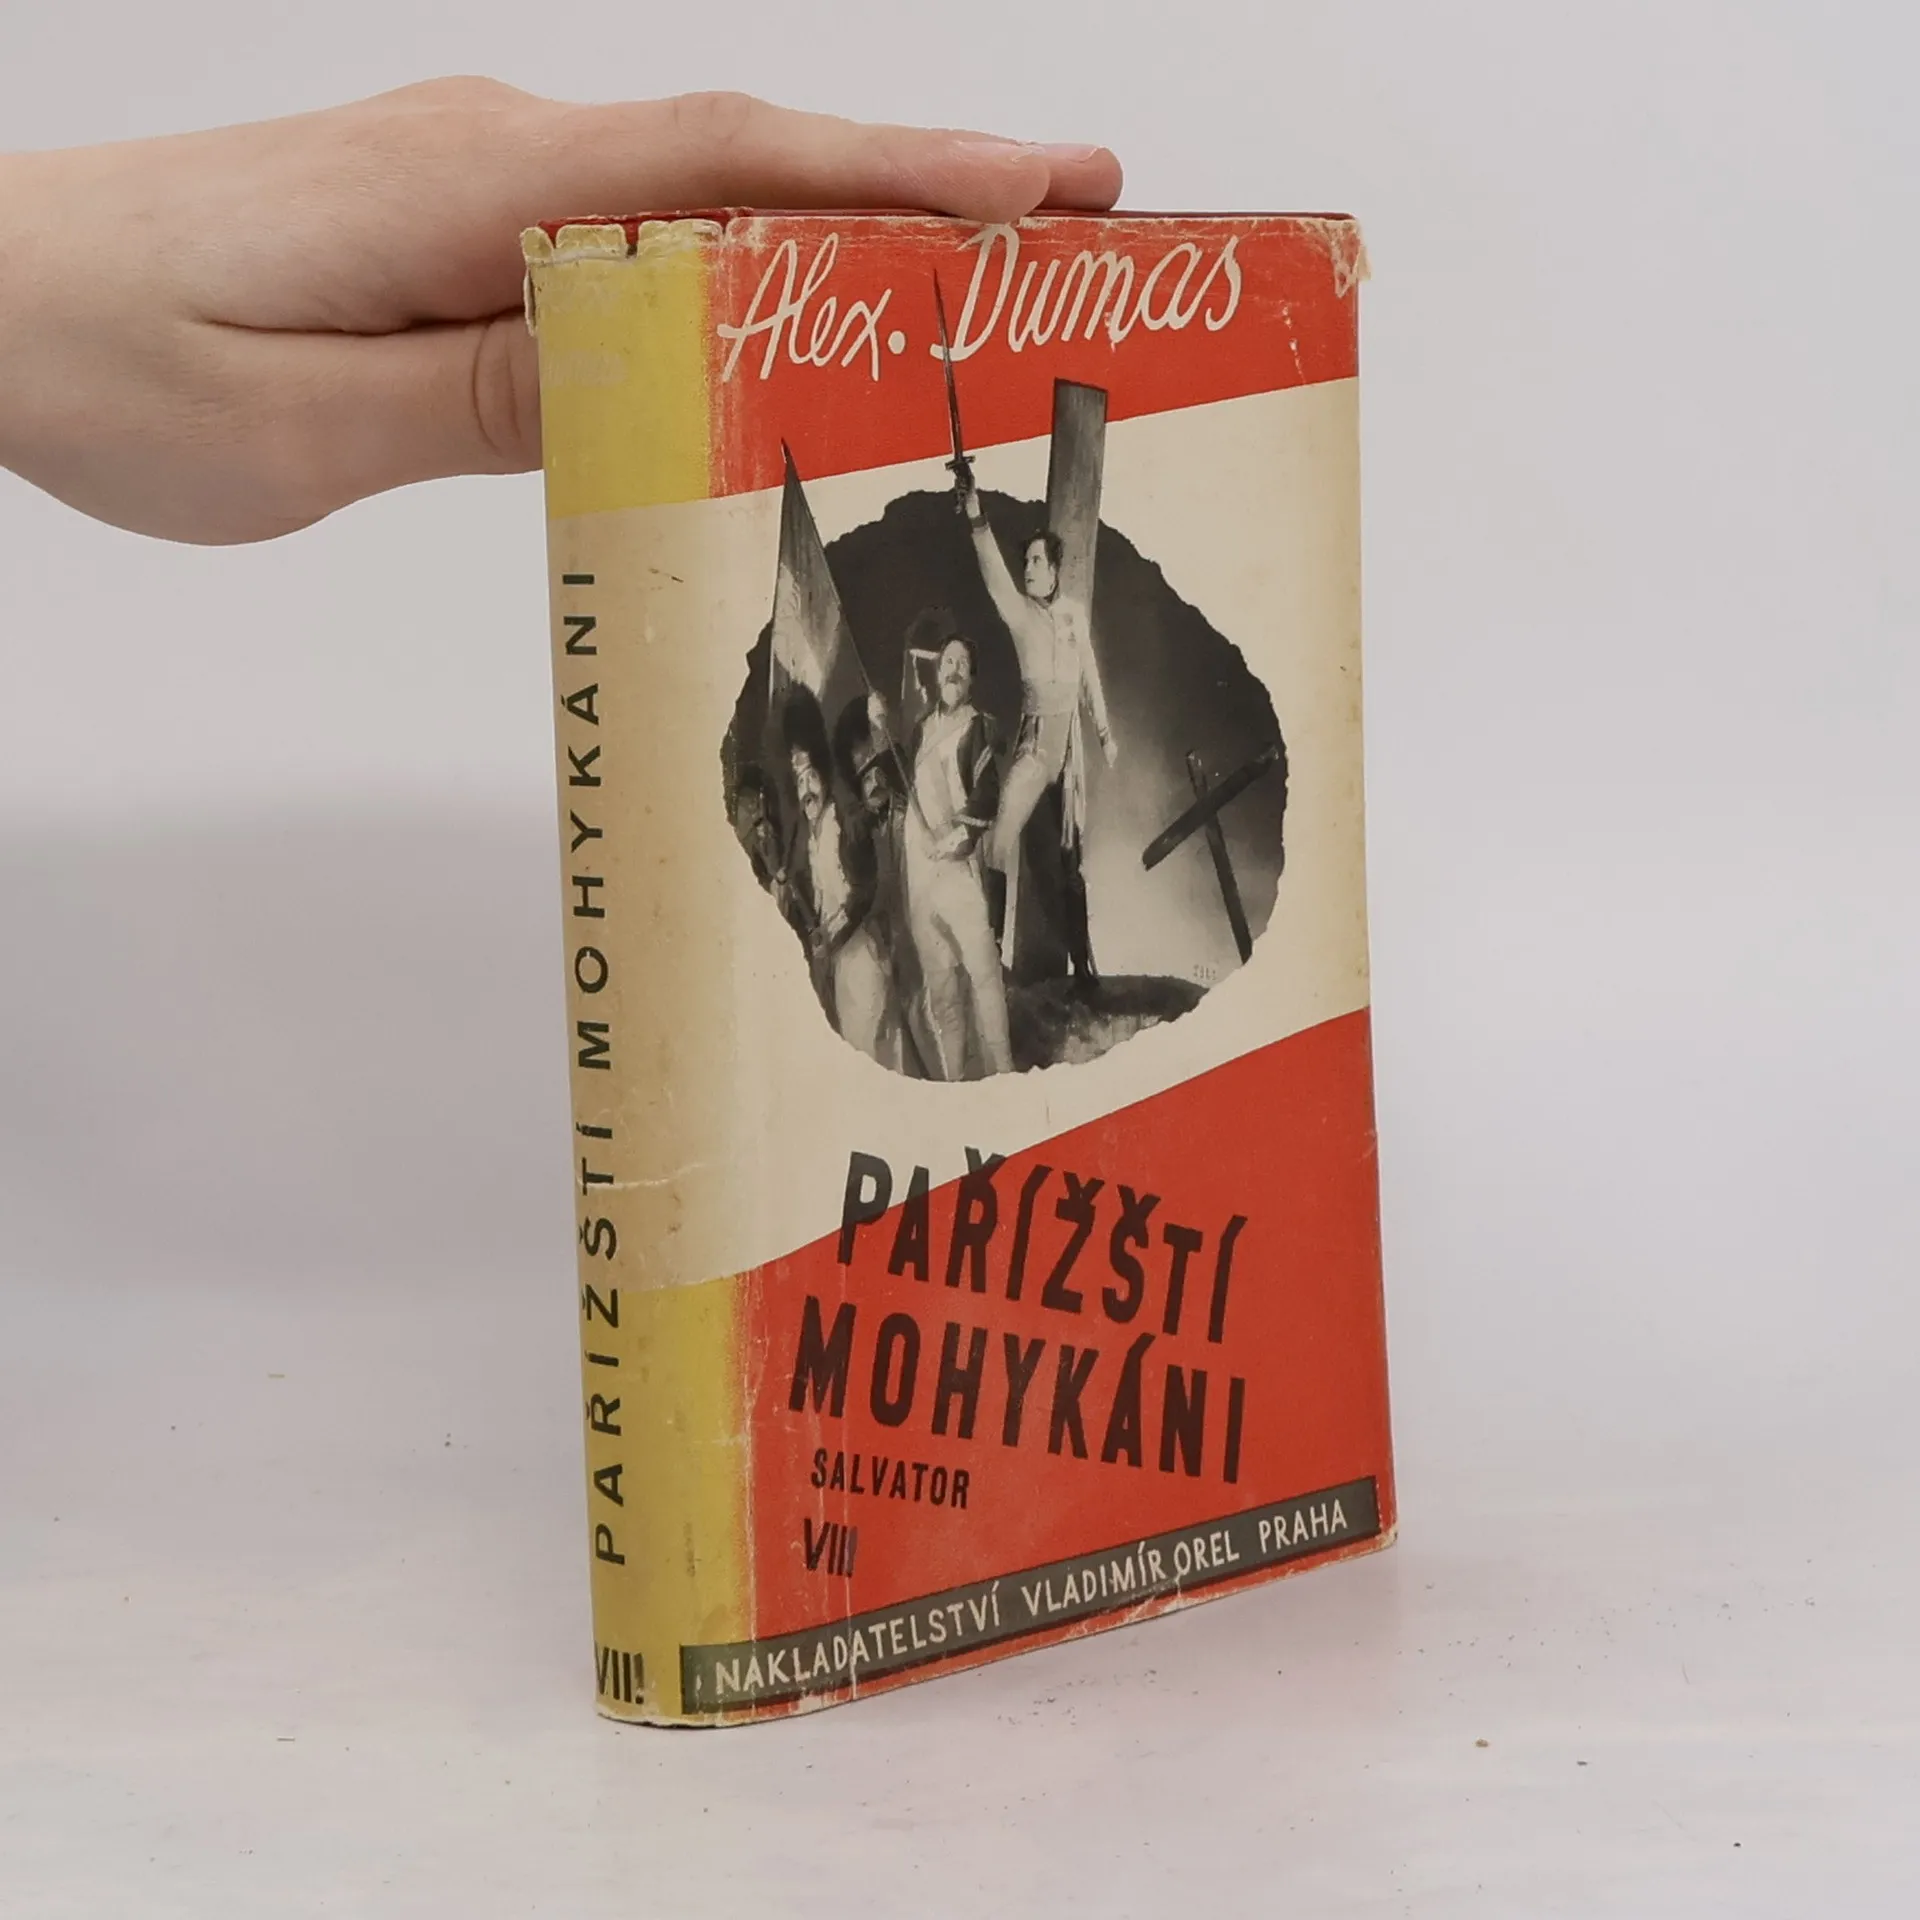 Alex. Dumas
PAŘÍŽŠTÍ
MOHYKÁNI
SALVATOR
VIII
NAKLADATELSTVÍ VLADIMÍR OREL PRAHA
PAŘÍŽŠTÍ MOHYKÁNI
VIII